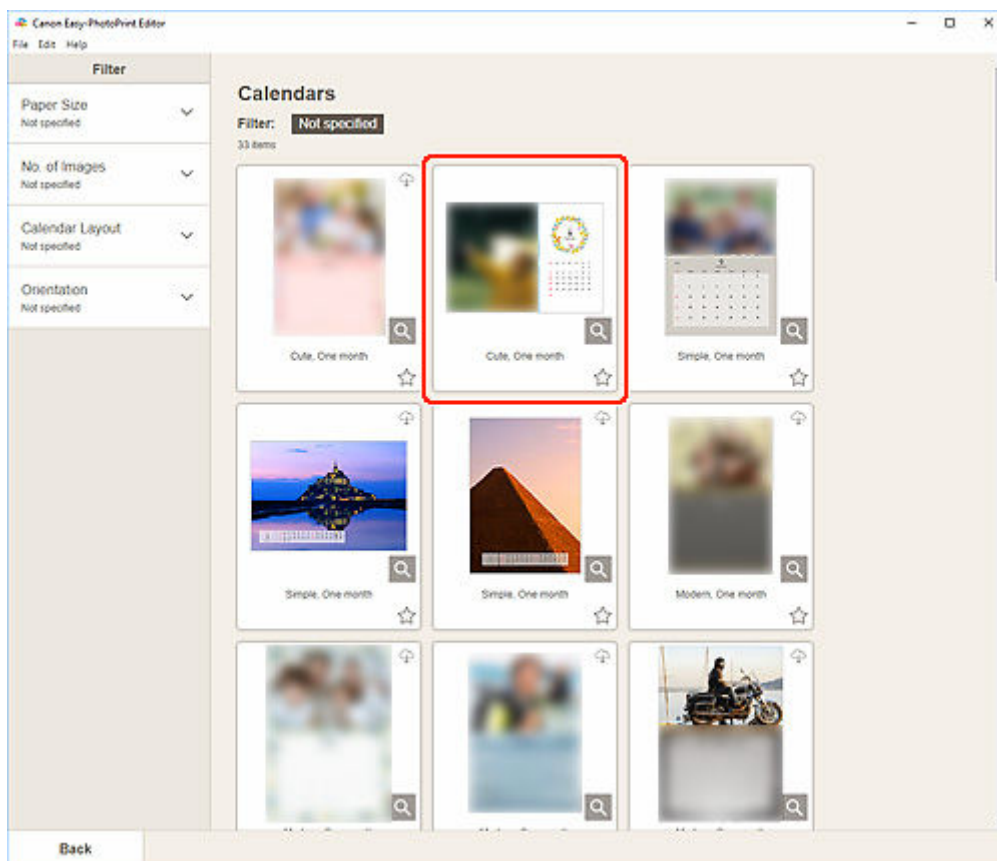 Canon Easy-PhotoPrint Editor
File Edit Help
Filter
Paper Size
Not specified
No. of Images
Not specified
Calendar Layout
Not specified
Orientation
Not specified
Calendars
Filter: Not specified
33 items
Cute, One month
Cute, One month
Simple, One month
Simple, One month
Simple, One month
Modern, One month
Back